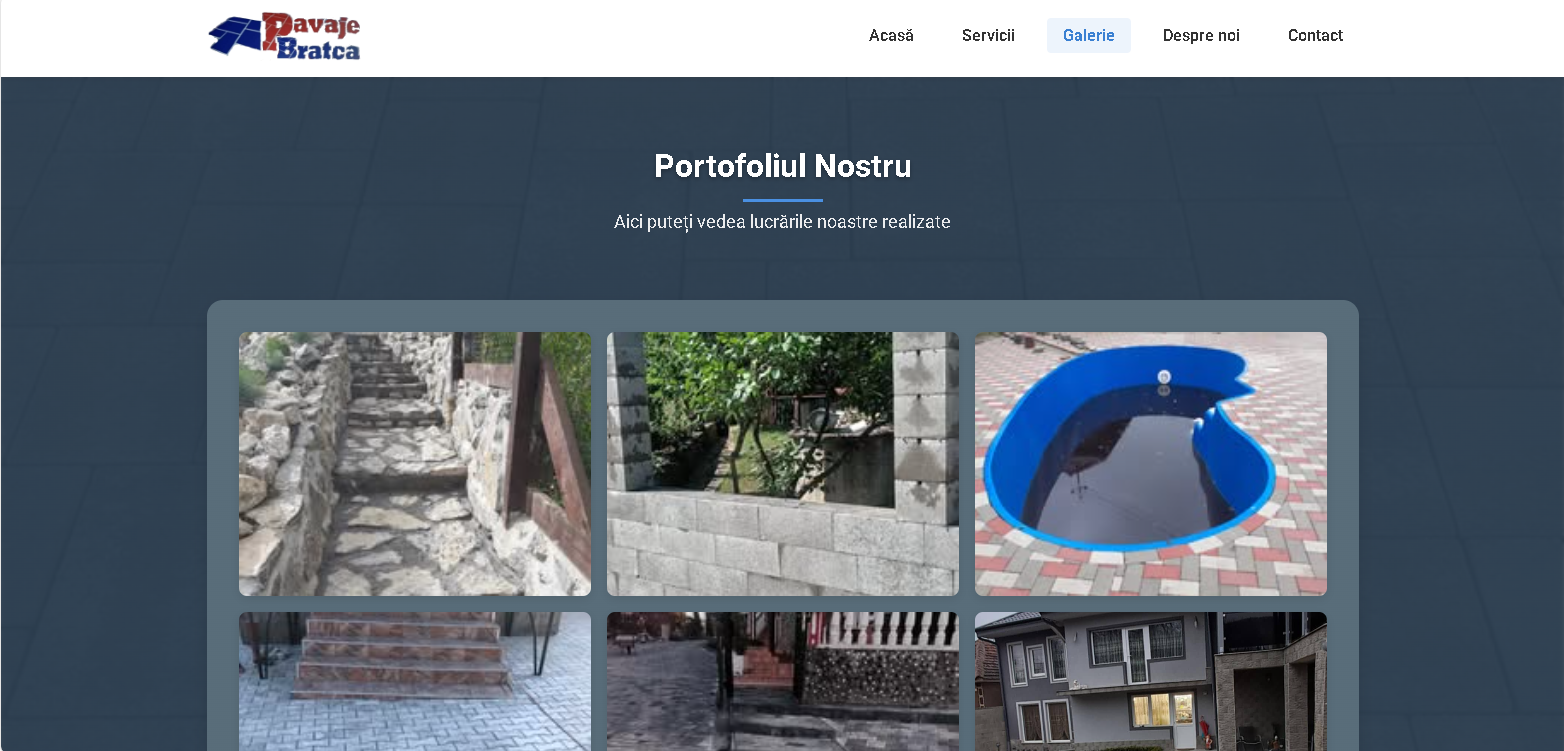 Pavaje
Bratca
Acasă
Servicii
Galerie
Despre noi
Contact
Portofoliul Nostru
Aici puteți vedea lucrările noastre realizate